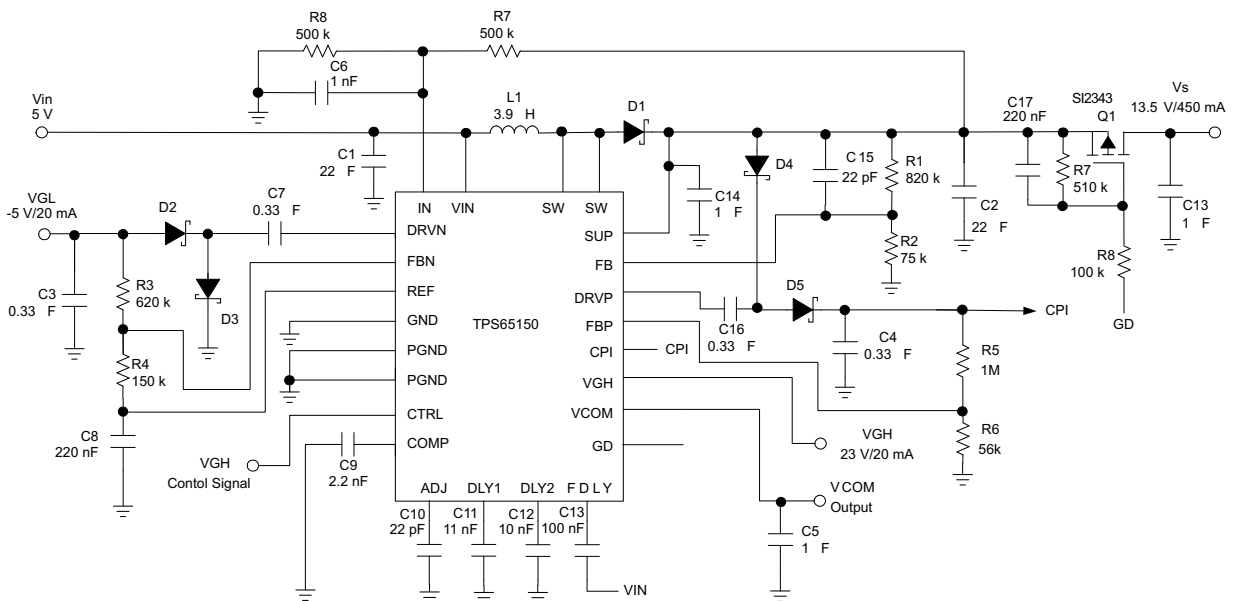 R8
500 k
R7
500 k
C6
1 nF
Vin
5 V
L1
3.9 H
D1
C17
220 nF
SI2343
Q1
Vs
13.5 V/450 mA
C1
22 F
D4
C 15
22 pF
R1
820 k
R7
510 k
C14
1 F
C2
22 F
C13
1 F
VGL
-5 V/20 mA
D2
C7
0.33 F
IN
VIN
SW
SW
DRVN
SUP
R2
75 k
R8
100 k
FBN
FB
R3
620 k
C3
0.33 F
D3
REF
DRVP
D5
GND
TPS65150
FBP
C16
0.33 F
CPI
GD
C4
0.33 F
PGND
CPI
CPI
R5
1M
R4
150 k
PGND
VGH
CTRL
VCOM
C8
220 nF
COMP
GD
VGH
23 V/20 mA
R6
56k
VGH
Contol Signal
C9
2.2 nF
ADJ
DLY1
DLY2
F D L Y
V COM
Output
C10
22 pF
C11
11 nF
C12
10 nF
C13
100 nF
C5
1 F
VIN